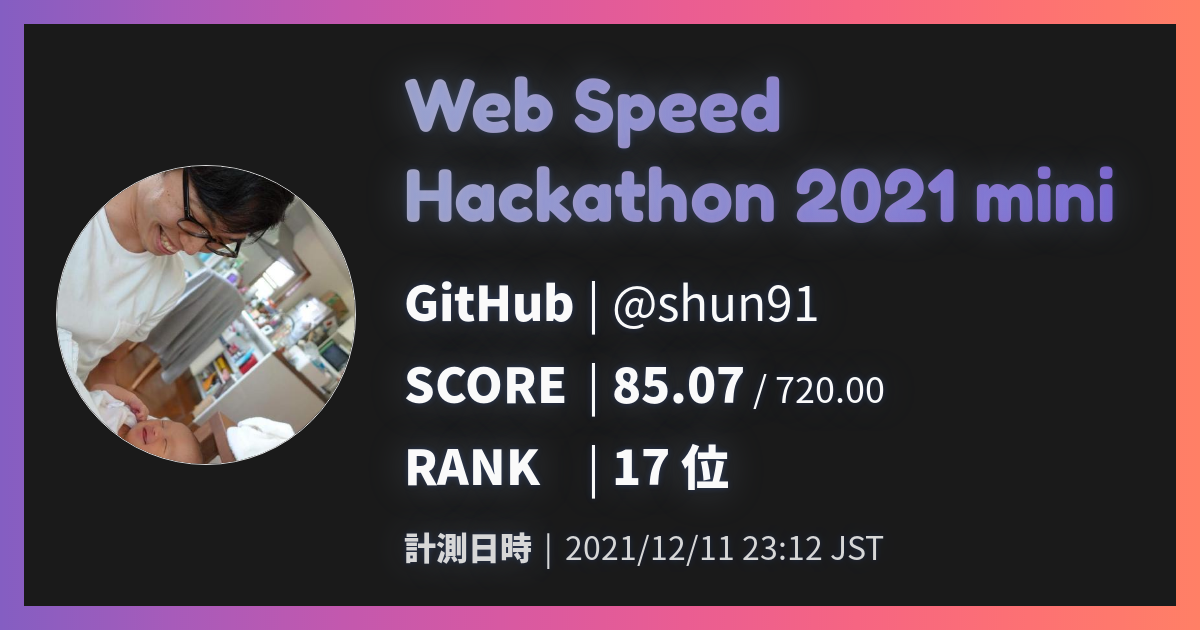 Web Speed
Hackathon 2021 mini
GitHub | @shun91
SCORE | 85.07 / 720.00
RANK | 17 位
計測日時 | 2021/12/11 23:12 JST